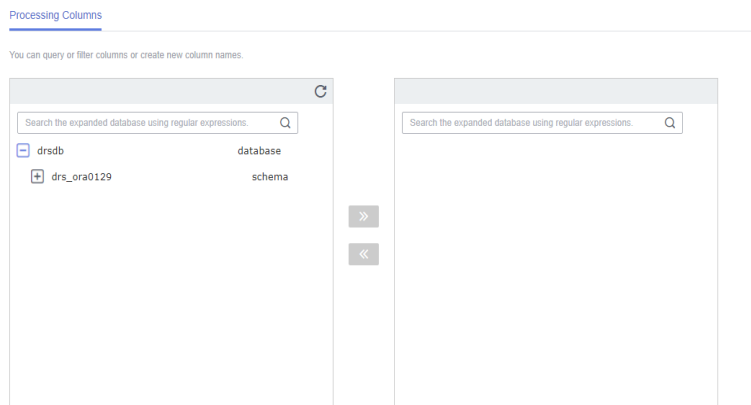 Processing Columns
You can query or filter columns or create new column names.
Search the expanded database using regular expressions.
Search the expanded database using regular expressions.
drsdb database
drs_ora0129 schema